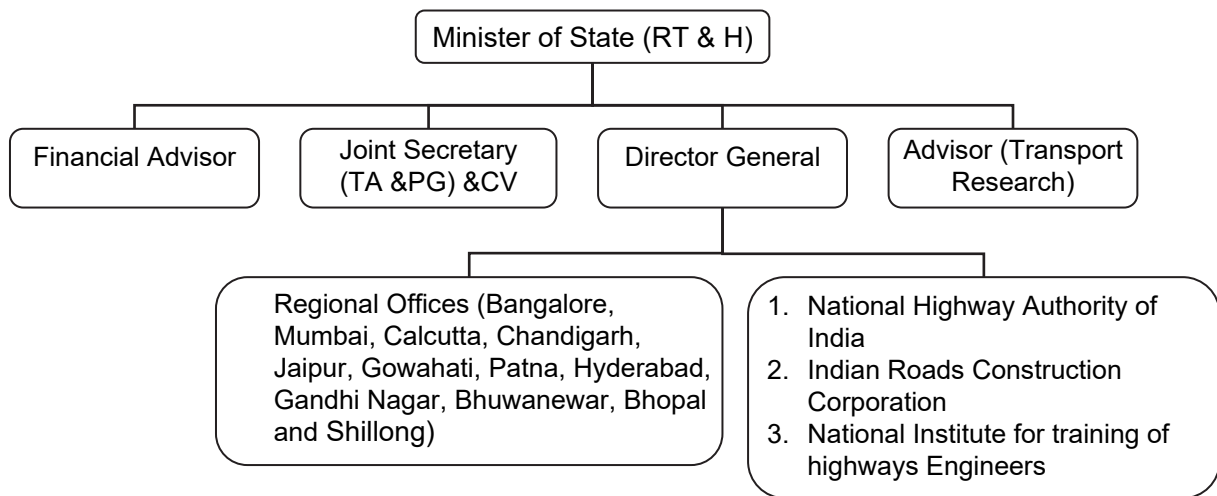 Minister of State (RT & H)
Financial Advisor
Joint Secretary
(TA &PG) &CV
Director General
Advisor (Transport
Research)
Regional Offices (Bangalore,
Mumbai, Calcutta, Chandigarh,
Jaipur, Gowahati, Patna, Hyderabad,
Gandhi Nagar, Bhuwanewar, Bhopal
and Shillong)
1. National Highway Authority of
India
2. Indian Roads Construction
Corporation
3. National Institute for training of
highways Engineers